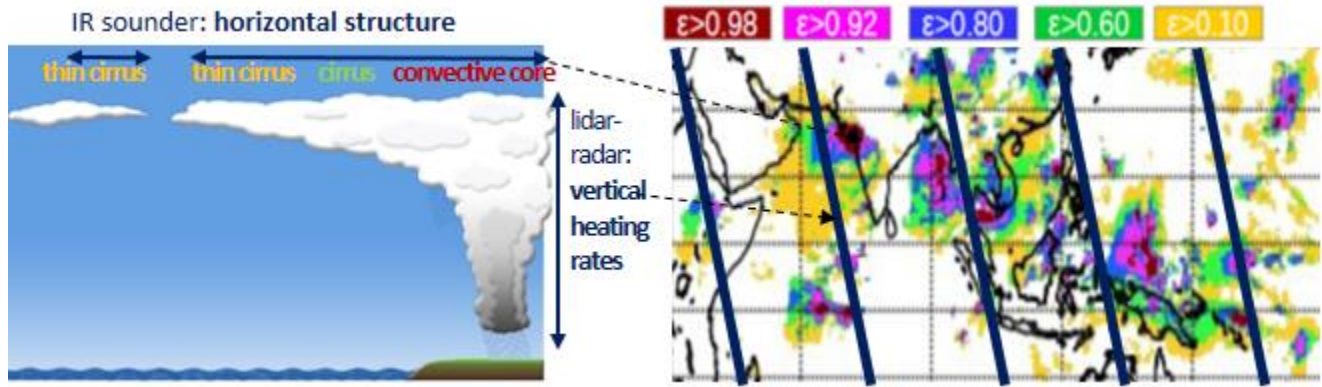 IR sounder: horizontal structure
thin cirrus thin cirrus cirrus convective core
lidar-
radar:
vertical
heating
rates
ε>0.98 ε>0.92 ε>0.80 ε>0.60 ε>0.10